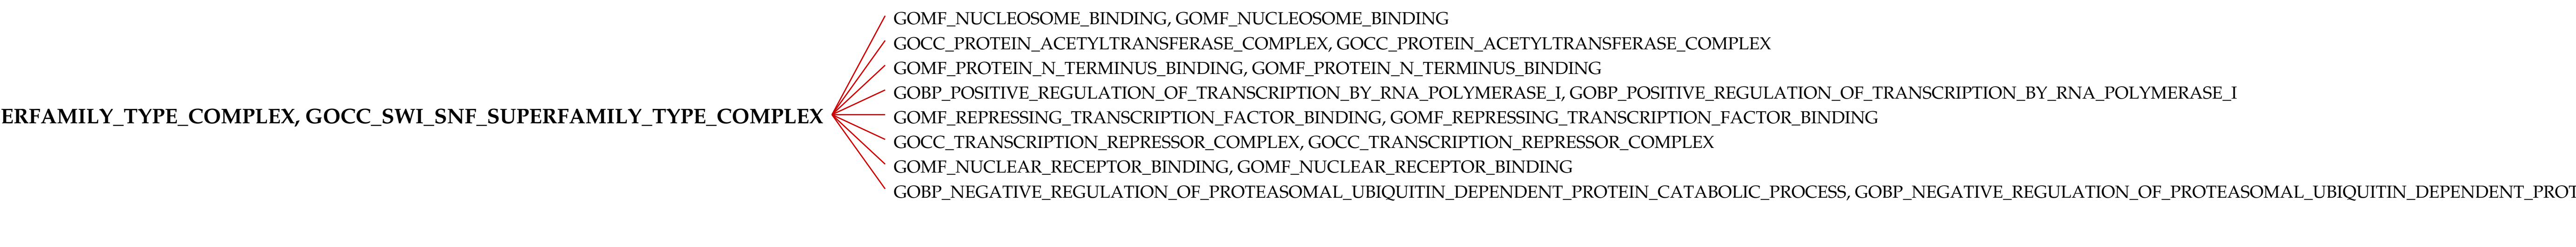 GOMF_NUCLEOSOME_BINDING, GOMF_NUCLEOSOME_BINDING
GOCC_PROTEIN_ACETYLTRANSFERASE_COMPLEX, GOCC_PROTEIN_ACETYLTRANSFERASE_COMPLEX
GOMF_PROTEIN_N_TERMINUS_BINDING, GOMF_PROTEIN_N_TERMINUS_BINDING
GOBP_POSITIVE_REGULATION_OF_TRANSCRIPTION_BY_RNA_POLYMERASE_I, GOBP_POSITIVE_REGULATION_OF_TRANSCRIPTION_BY_RNA_POLYMERASE_I
ERFAMILY_TYPE_COMPLEX, GOCC_SWI_SNF_SUPERFAMILY_TYPE_COMPLEX
GOMF_REPRESSING_TRANSCRIPTION_FACTOR_BINDING, GOMF_REPRESSING_TRANSCRIPTION_FACTOR_BINDING
GOCC_TRANSCRIPTION_REPRESSOR_COMPLEX, GOCC_TRANSCRIPTION_REPRESSOR_COMPLEX
GOMF_NUCLEAR_RECEPTOR_BINDING, GOMF_NUCLEAR_RECEPTOR_BINDING
GOBP_NEGATIVE_REGULATION_OF_PROTEASOMAL_UBIQUITIN_DEPENDENT_PROTEIN_CATABOLIC_PROCESS, GOBP_NEGATIVE_REGULATION_OF_PROTEASOMAL_UBIQUITIN_DEPENDENT_PROT